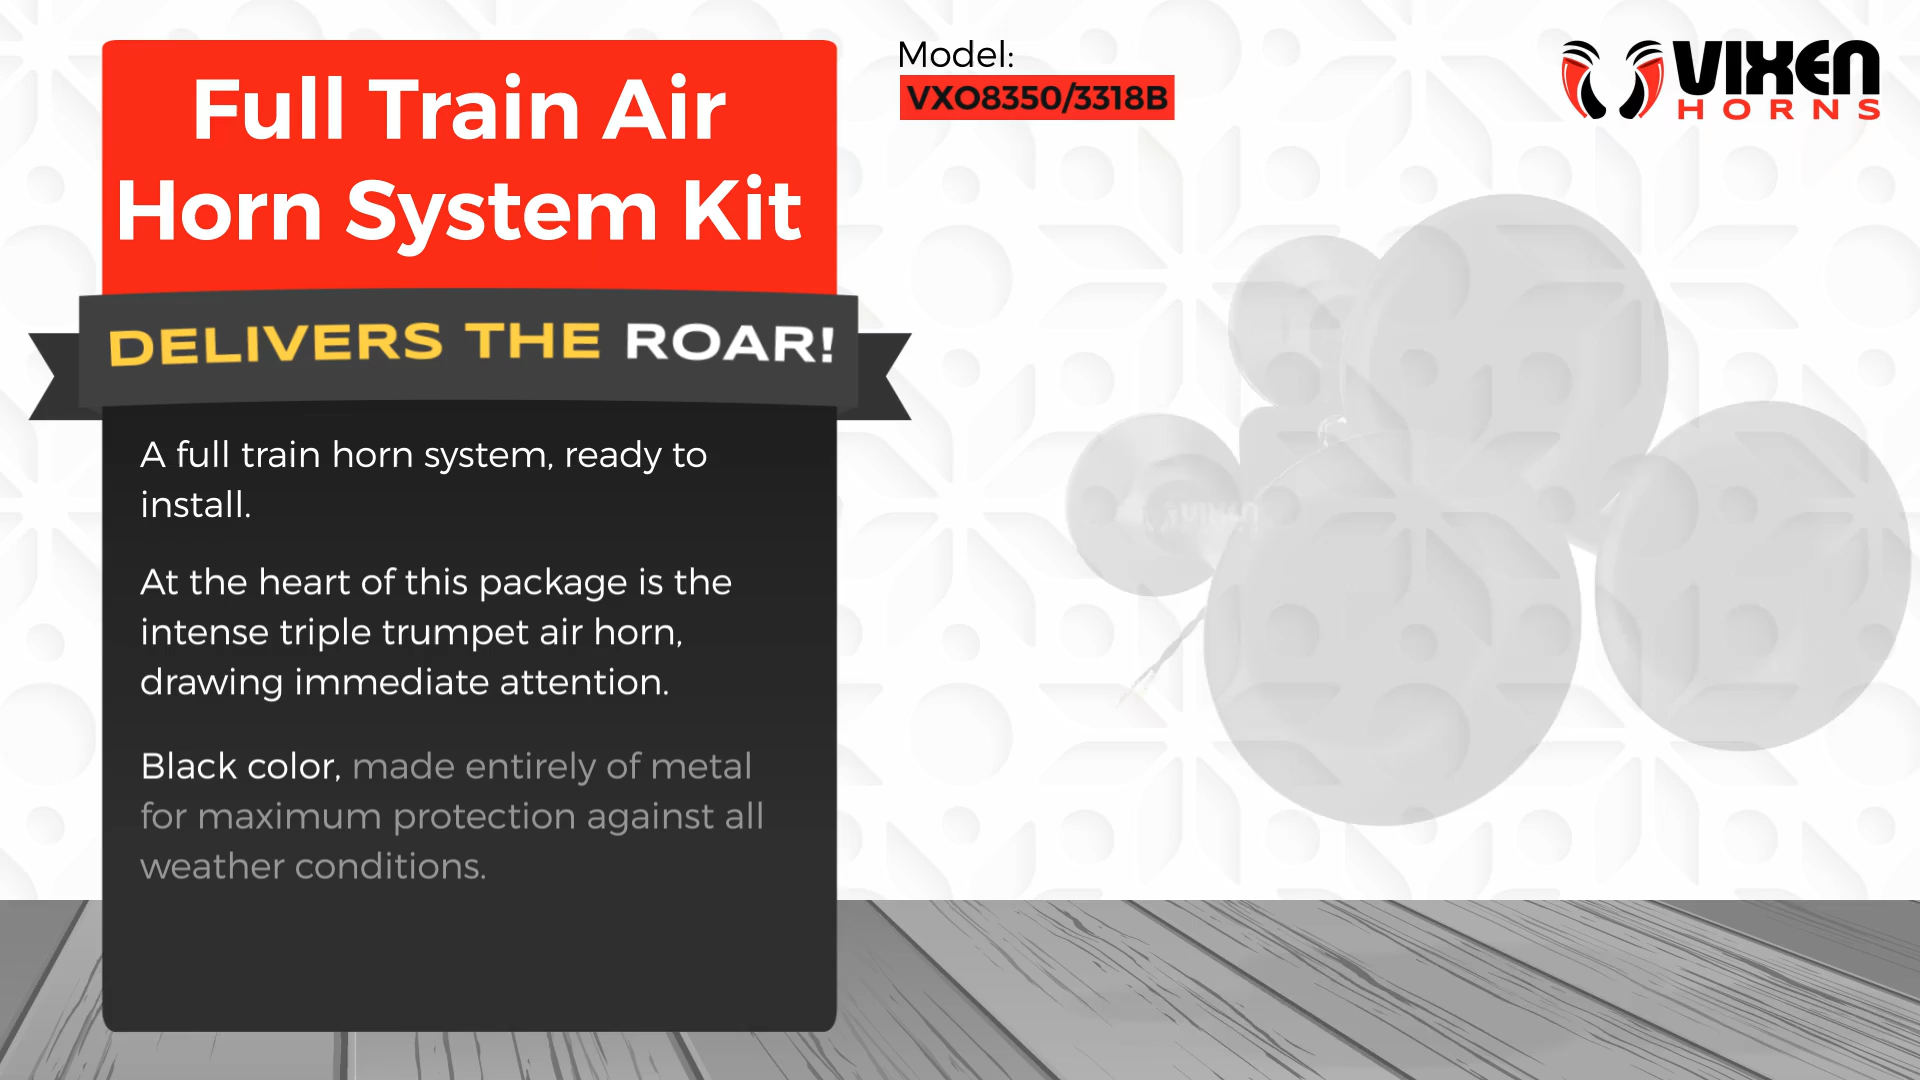 Full Train Air
Horn System Kit
DELIVERS THE ROAR!
A full train horn system, ready to
install.
At the heart of this package is the
intense triple trumpet air horn,
drawing immediate attention.
Black color, made entirely of metal
for maximum protection against all
weather conditions.
Model:
VXO8350/3318B
VIXEN
HORNS